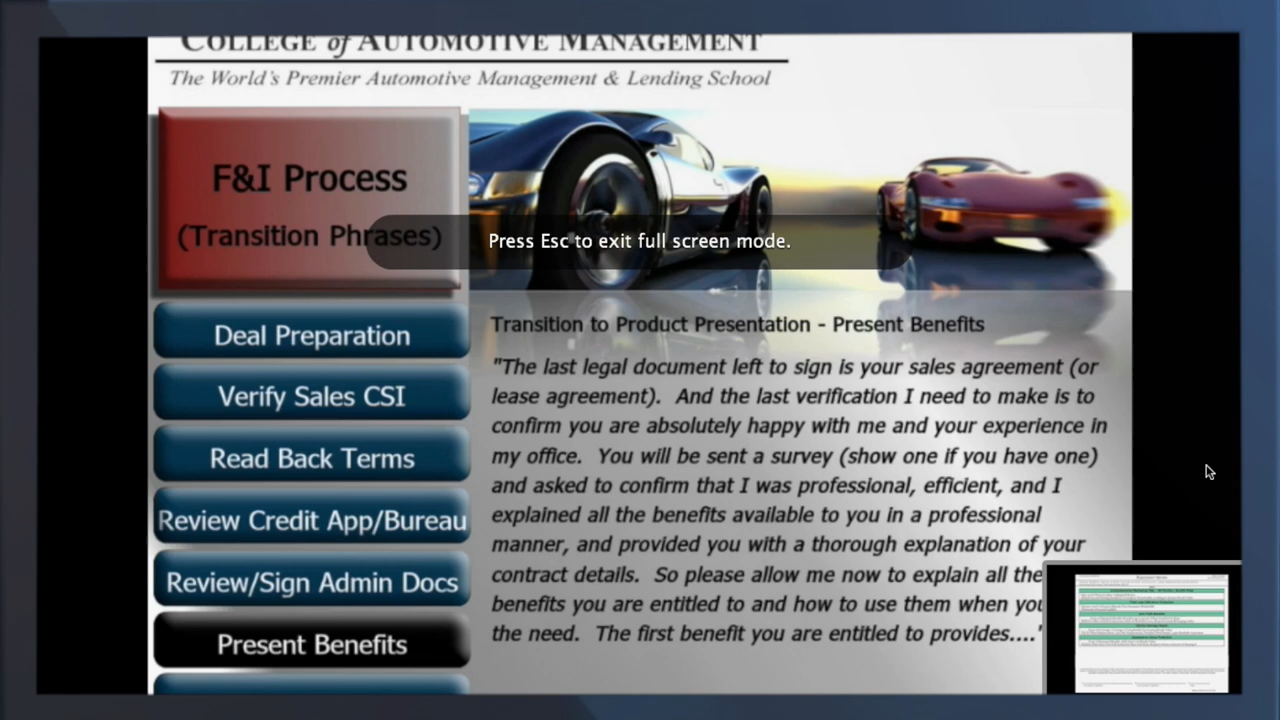 COLLEGE of AUTOMOTIVE MANAGEMENT
The World's Premier Automotive Management & Lending School
F&I Process
(Transition Phrases)
Press Esc to exit full screen mode.
Deal Preparation
Verify Sales CSI
Read Back Terms
Review Credit App/Bureau
Review/Sign Admin Docs
Present Benefits
Transition to Product Presentation - Present Benefits
"The last legal document left to sign is your sales agreement (or
lease agreement).  And the last verification I need to make is to
confirm you are absolutely happy with me and your experience in
my office.  You will be sent a survey (show one if you have one)
and asked to confirm that I was professional, efficient, and I
explained all the benefits available to you in a professional
manner, and provided you with a thorough explanation of your
contract details.  So please allow me now to explain all the
benefits you are entitled to and how to use them when you
the need.  The first benefit you are entitled to provides...."